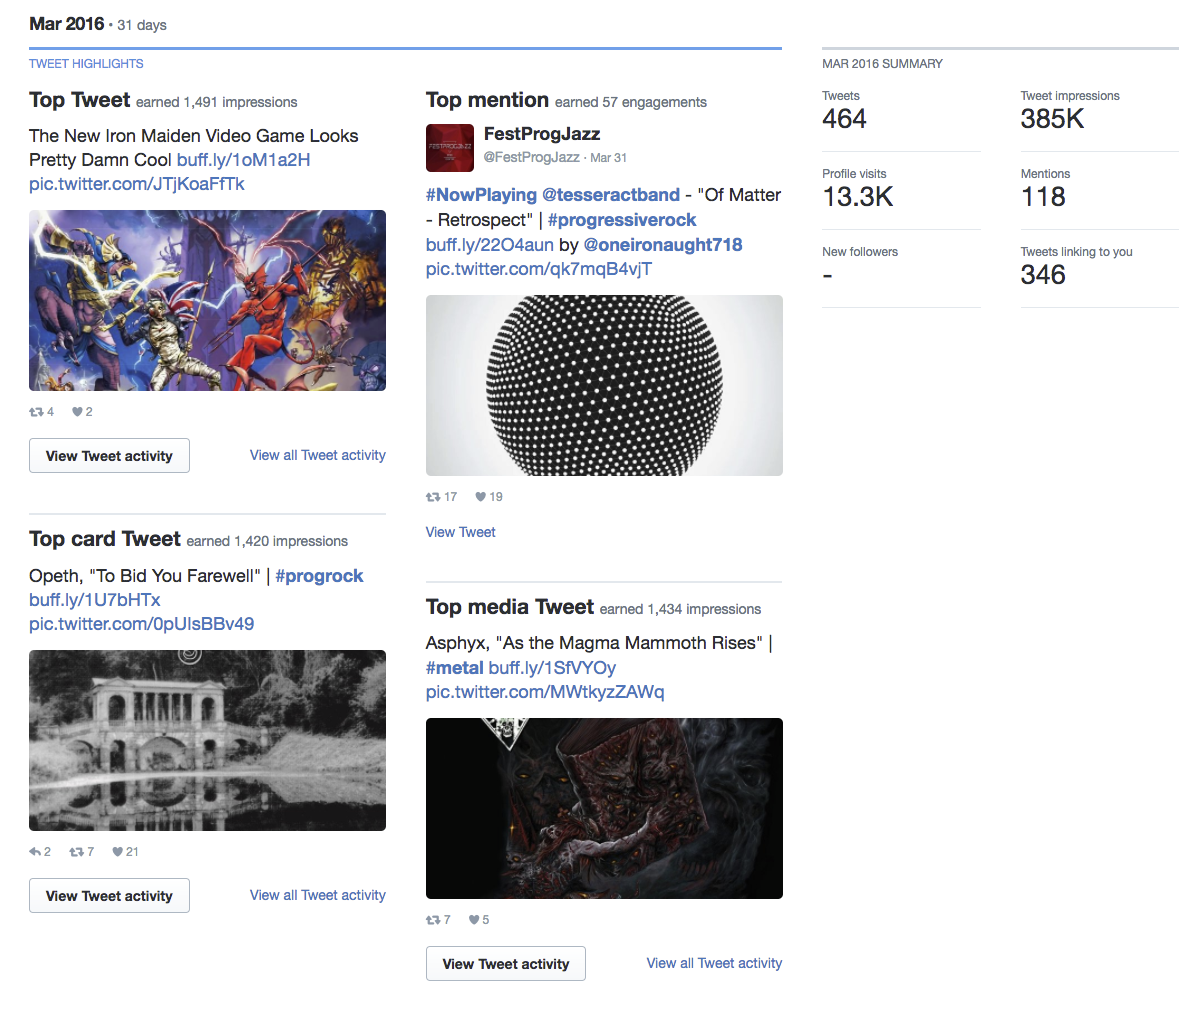 Mar 2016 · 31 days
TWEET HIGHLIGHTS
Top Tweet earned 1,491 impressions
The New Iron Maiden Video Game Looks
Pretty Damn Cool buff.ly/1oM1a2H
pic.twitter.com/JTjKoaFfTk
4 2
View Tweet activity View all Tweet activity
Top card Tweet earned 1,420 impressions
Opeth, "To Bid You Farewell" | #progrock
buff.ly/1U7bHTx
pic.twitter.com/0pUlsBBv49
2 7 21
View Tweet activity View all Tweet activity
Top mention earned 57 engagements
FESTPROGJAZZ
FestProgJazz
@FestProgJazz · Mar 31
#NowPlaying @tesseractband - "Of Matter
- Retrospect" | #progressiverock
buff.ly/22O4aun by @oneironaught718
pic.twitter.com/qk7mqB4vjT
17 19
View Tweet
Top media Tweet earned 1,434 impressions
Asphyx, "As the Magma Mammoth Rises" |
#metal buff.ly/1SfVYOy
pic.twitter.com/MWtkyzZAWq
7 5
View Tweet activity View all Tweet activity
MAR 2016 SUMMARY
Tweets Tweet impressions
464 385K
Profile visits Mentions
13.3K 118
New followers Tweets linking to you
- 346